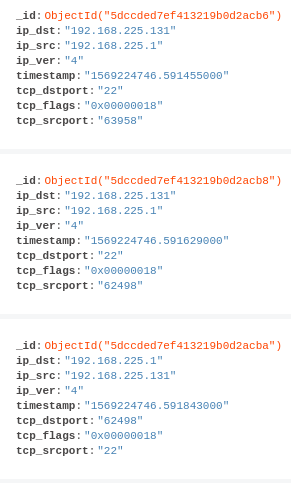 _id: ObjectId("5dccded7ef413219b0d2acb6")
ip_dst: "192.168.225.131"
ip_src: "192.168.225.1"
ip_ver: "4"
timestamp: "1569224746.591455000"
tcp_dstport: "22"
tcp_flags: "0x00000018"
tcp_srcport: "63958"
_id: ObjectId("5dccded7ef413219b0d2acb8")
ip_dst: "192.168.225.131"
ip_src: "192.168.225.1"
ip_ver: "4"
timestamp: "1569224746.591629000"
tcp_dstport: "22"
tcp_flags: "0x00000018"
tcp_srcport: "62498"
_id: ObjectId("5dccded7ef413219b0d2acba")
ip_dst: "192.168.225.1"
ip_src: "192.168.225.131"
ip_ver: "4"
timestamp: "1569224746.591843000"
tcp_dstport: "62498"
tcp_flags: "0x00000018"
tcp_srcport: "22"